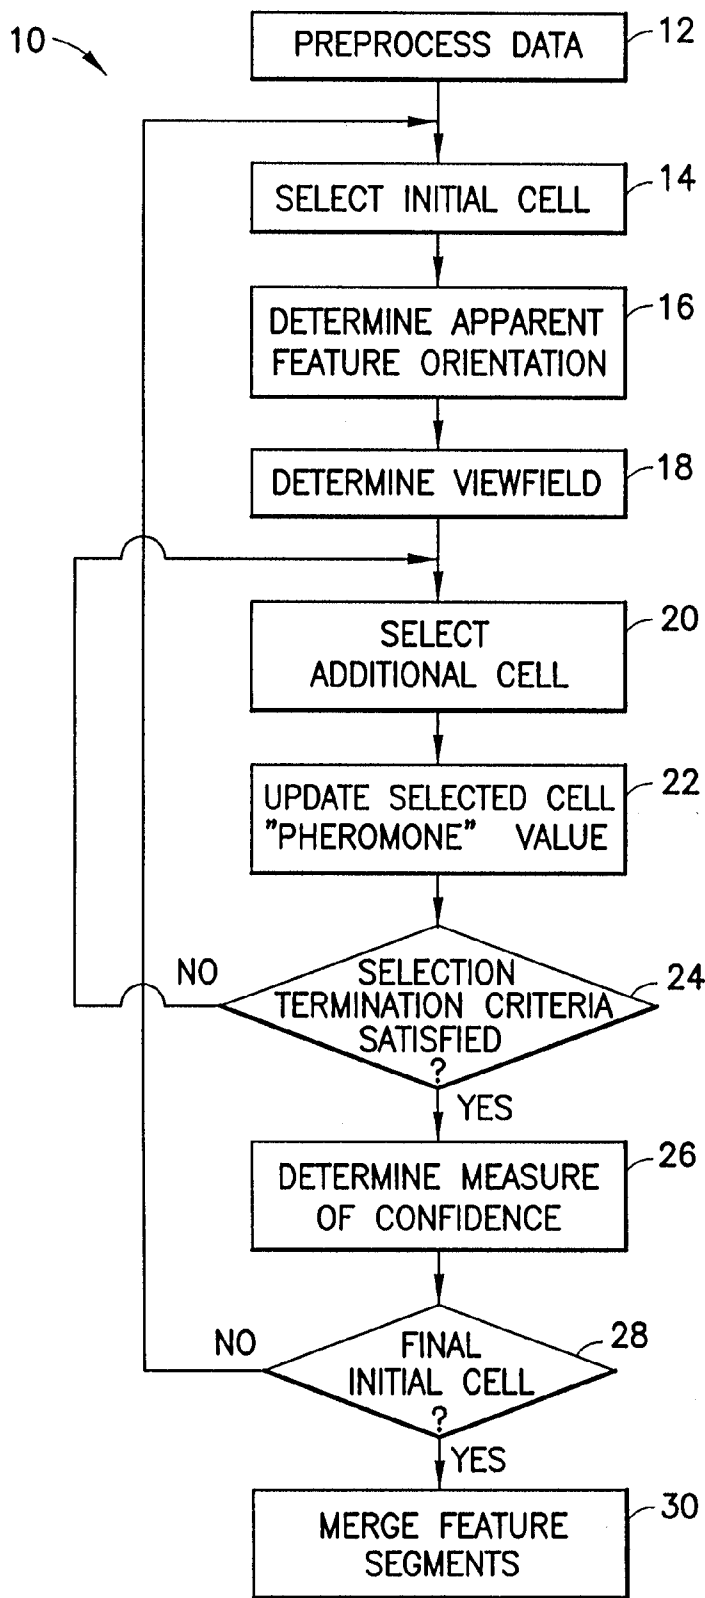 10
PREPROCESS DATA
12
SELECT INITIAL CELL
14
DETERMINE APPARENT
FEATURE ORIENTATION
16
DETERMINE VIEWFIELD
18
SELECT
ADDITIONAL CELL
20
UPDATE SELECTED CELL
"PHEROMONE" VALUE
22
NO
SELECTION
TERMINATION CRITERIA
SATISFIED
?
24
YES
DETERMINE MEASURE
OF CONFIDENCE
26
NO
FINAL
INITIAL CELL
?
28
YES
MERGE FEATURE
SEGMENTS
30